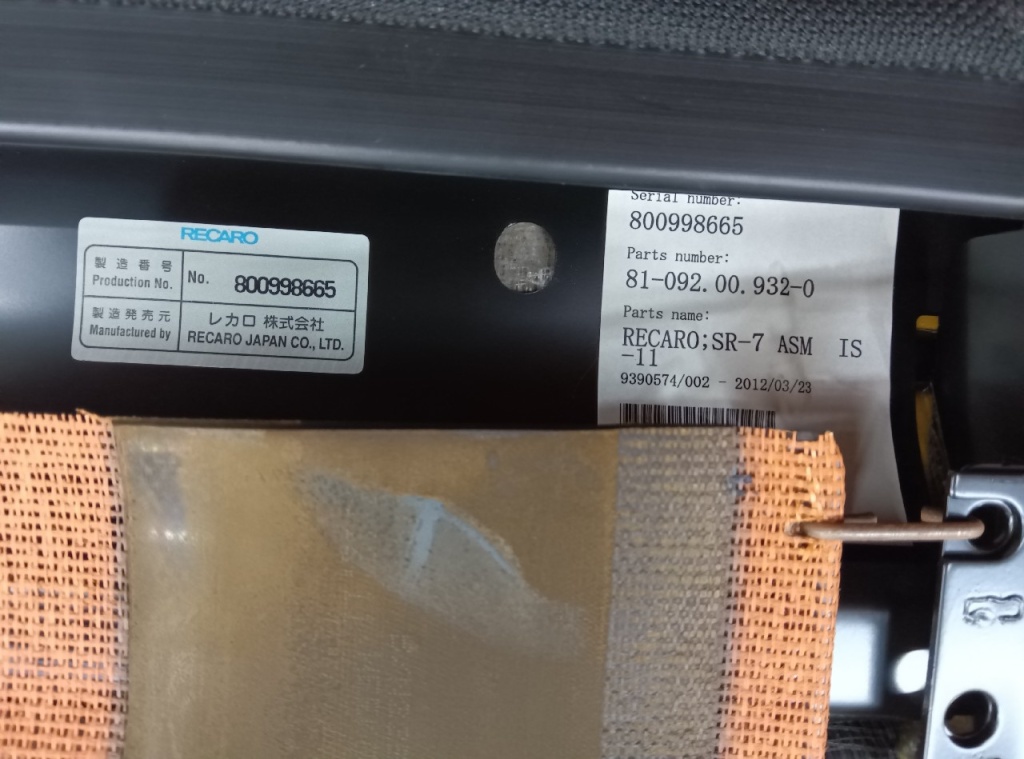 RECARO
製造番号
Production No.
No. 800998665
製造発売元
Manufactured by
レカロ 株式会社
RECARO JAPAN CO., LTD.
Serial number:
800998665
Parts number:
81-092.00.932-0
Parts name:
RECARO;SR-7 ASM IS
-11
9390574/002 - 2012/03/23